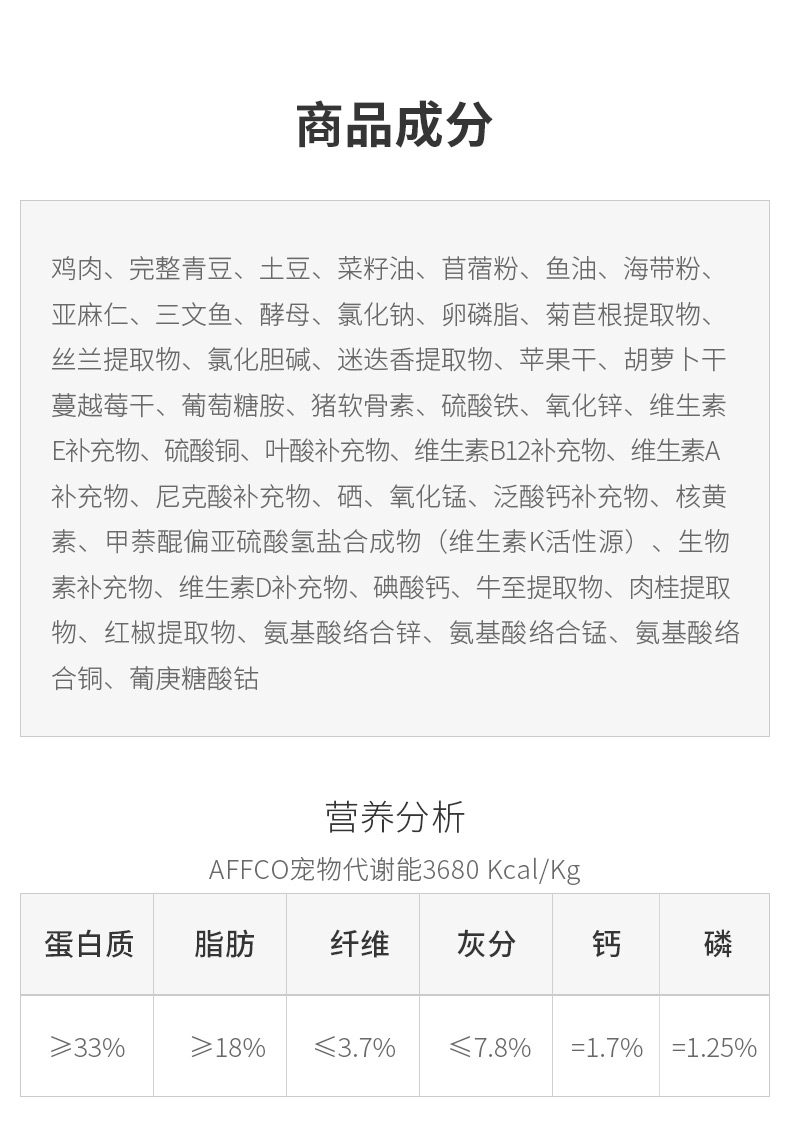 商品成分
鸡肉、完整青豆、土豆、菜籽油、苜蓿粉、鱼油、海带粉、
亚麻仁、三文鱼、酵母、氯化钠、卵磷脂、菊苣根提取物、
丝兰提取物、氯化胆碱、迷迭香提取物、苹果干、胡萝卜干
蔓越莓干、葡萄糖胺、猪软骨素、硫酸铁、氧化锌、维生素
E补充物、硫酸铜、叶酸补充物、维生素B12补充物、维生素A
补充物、尼克酸补充物、硒、氧化锰、泛酸钙补充物、核黄
素、甲萘醌偏亚硫酸氢盐合成物（维生素K活性源）、生物
素补充物、维生素D补充物、碘酸钙、牛至提取物、肉桂提取
物、红椒提取物、氨基酸络合锌、氨基酸络合锰、氨基酸络
合铜、葡庚糖酸钴
营养分析
AFFCO宠物代谢能3680 Kcal/Kg
蛋白质 脂肪 纤维 灰分 钙 磷
≥33% ≥18% ≤3.7% ≤7.8% =1.7% =1.25%